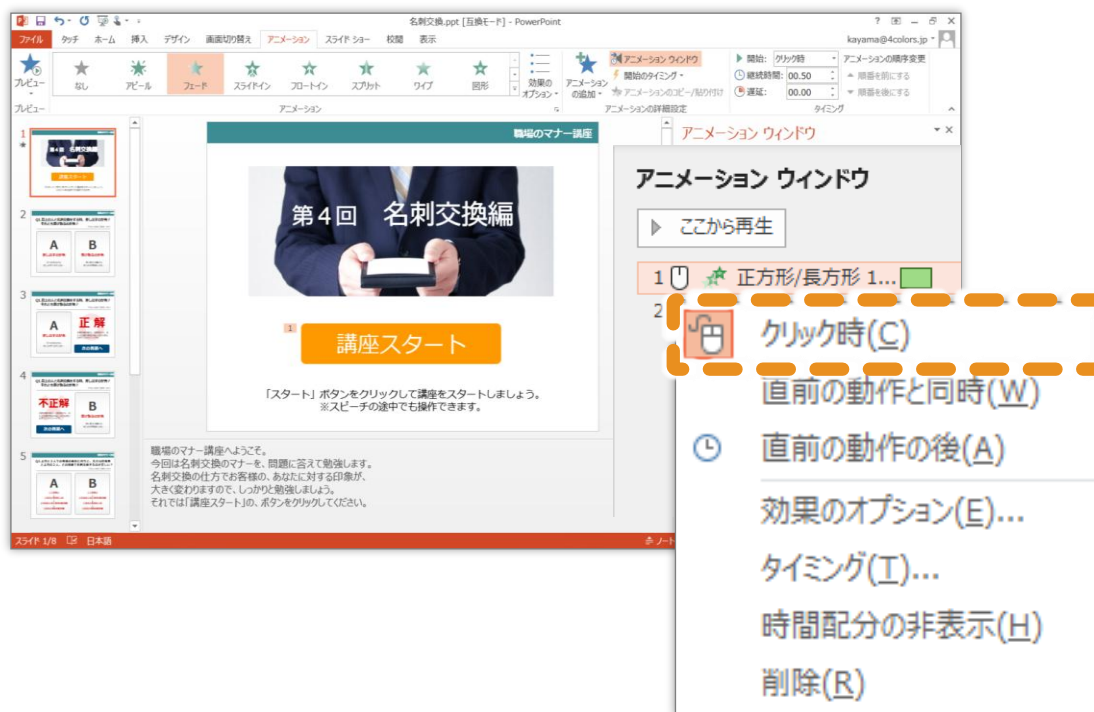 名刺交換.ppt [互換モード] - PowerPoint
ファイル タッチ ホーム 挿入 デザイン 画面切り替え アニメーション スライド ショー 校閲 表示
kayama@4colors.jp
プレビュー
なし アピール フェード スライドイン フロートイン スプリット ワイプ 図形
効果のオプション
アニメーションの追加
アニメーション ウィンドウ
開始のタイミング
アニメーションのコピー/貼り付け
開始: クリック時
継続時間: 00.50
遅延: 00.00
アニメーションの順序変更
順番を前にする
順番を後にする
プレビュー アニメーション アニメーションの詳細設定 タイミング
1
2
A B
3
A 正解
4
不正解 B
5
A B
職場のマナー講座
第4回 名刺交換編
1
講座スタート
「スタート」ボタンをクリックして講座をスタートしましょう。
※スピーチの途中でも操作できます。
職場のマナー講座へようこそ。
今回は名刺交換のマナーを、問題に答えて勉強します。
名刺交換の仕方でお客様の、あなたに対する印象が、
大きく変わりますので、しっかりと勉強しましょう。
それでは「講座スタート」の、ボタンをクリックしてください。
スライド 1/8 日本語
ノート
アニメーション ウィンドウ
アニメーション ウィンドウ
ここから再生
1 正方形/長方形 1...
2
クリック時(C)
直前の動作と同時(W)
直前の動作の後(A)
効果のオプション(E)...
タイミング(T)...
時間配分の非表示(H)
削除(R)